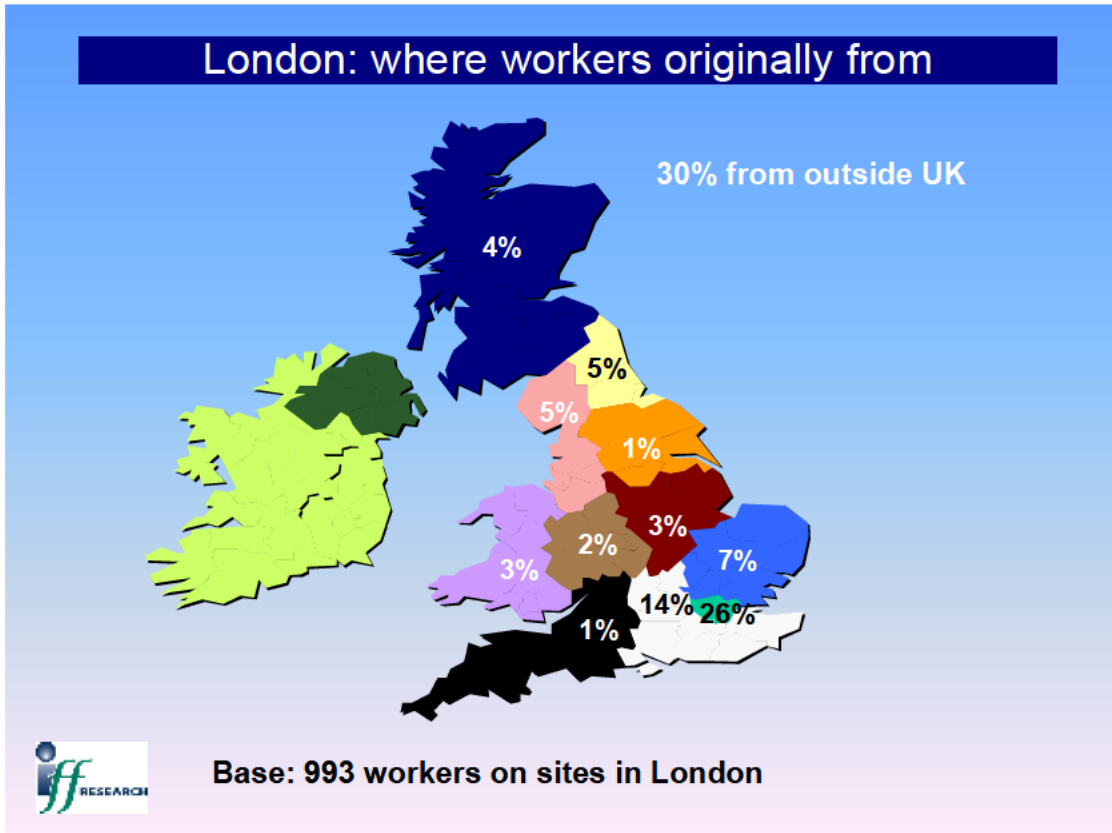 London: where workers originally from
30% from outside UK
4%
5%
5%
1%
3%
2%
7%
3%
14%
26%
1%
iff RESEARCH
Base: 993 workers on sites in London